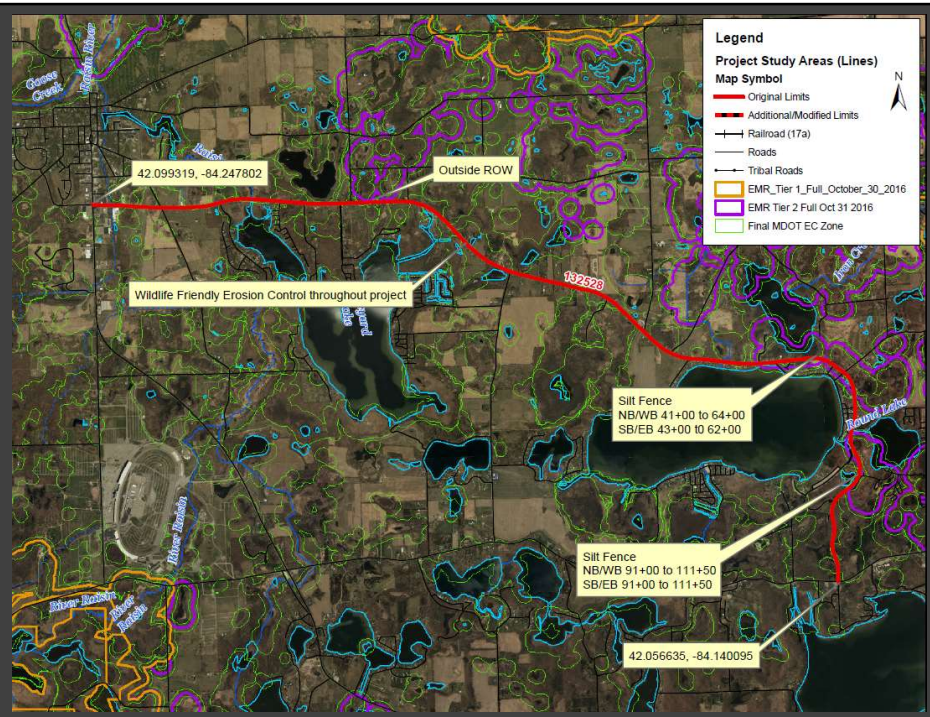 Legend
Project Study Areas (Lines)
Map Symbol
N
Original Limits
Additional/Modified Limits
Railroad (17a)
Roads
Tribal Roads
EMR_Tier 1_Full_October_30_2016
EMR Tier 2 Full Oct 31 2016
Final MDOT EC Zone
Goose
Creek
Raisin River
42.099319, -84.247802
Outside ROW
Wildlife Friendly Erosion Control throughout project
132528
Silt Fence
NB/WB 41+00 to 64+00
SB/EB 43+00 to 62+00
Round Lake
River Raisin
Silt Fence
NB/WB 91+00 to 111+50
SB/EB 91+00 to 111+50
River Raisin
River
Raisin
42.056635, -84.140095